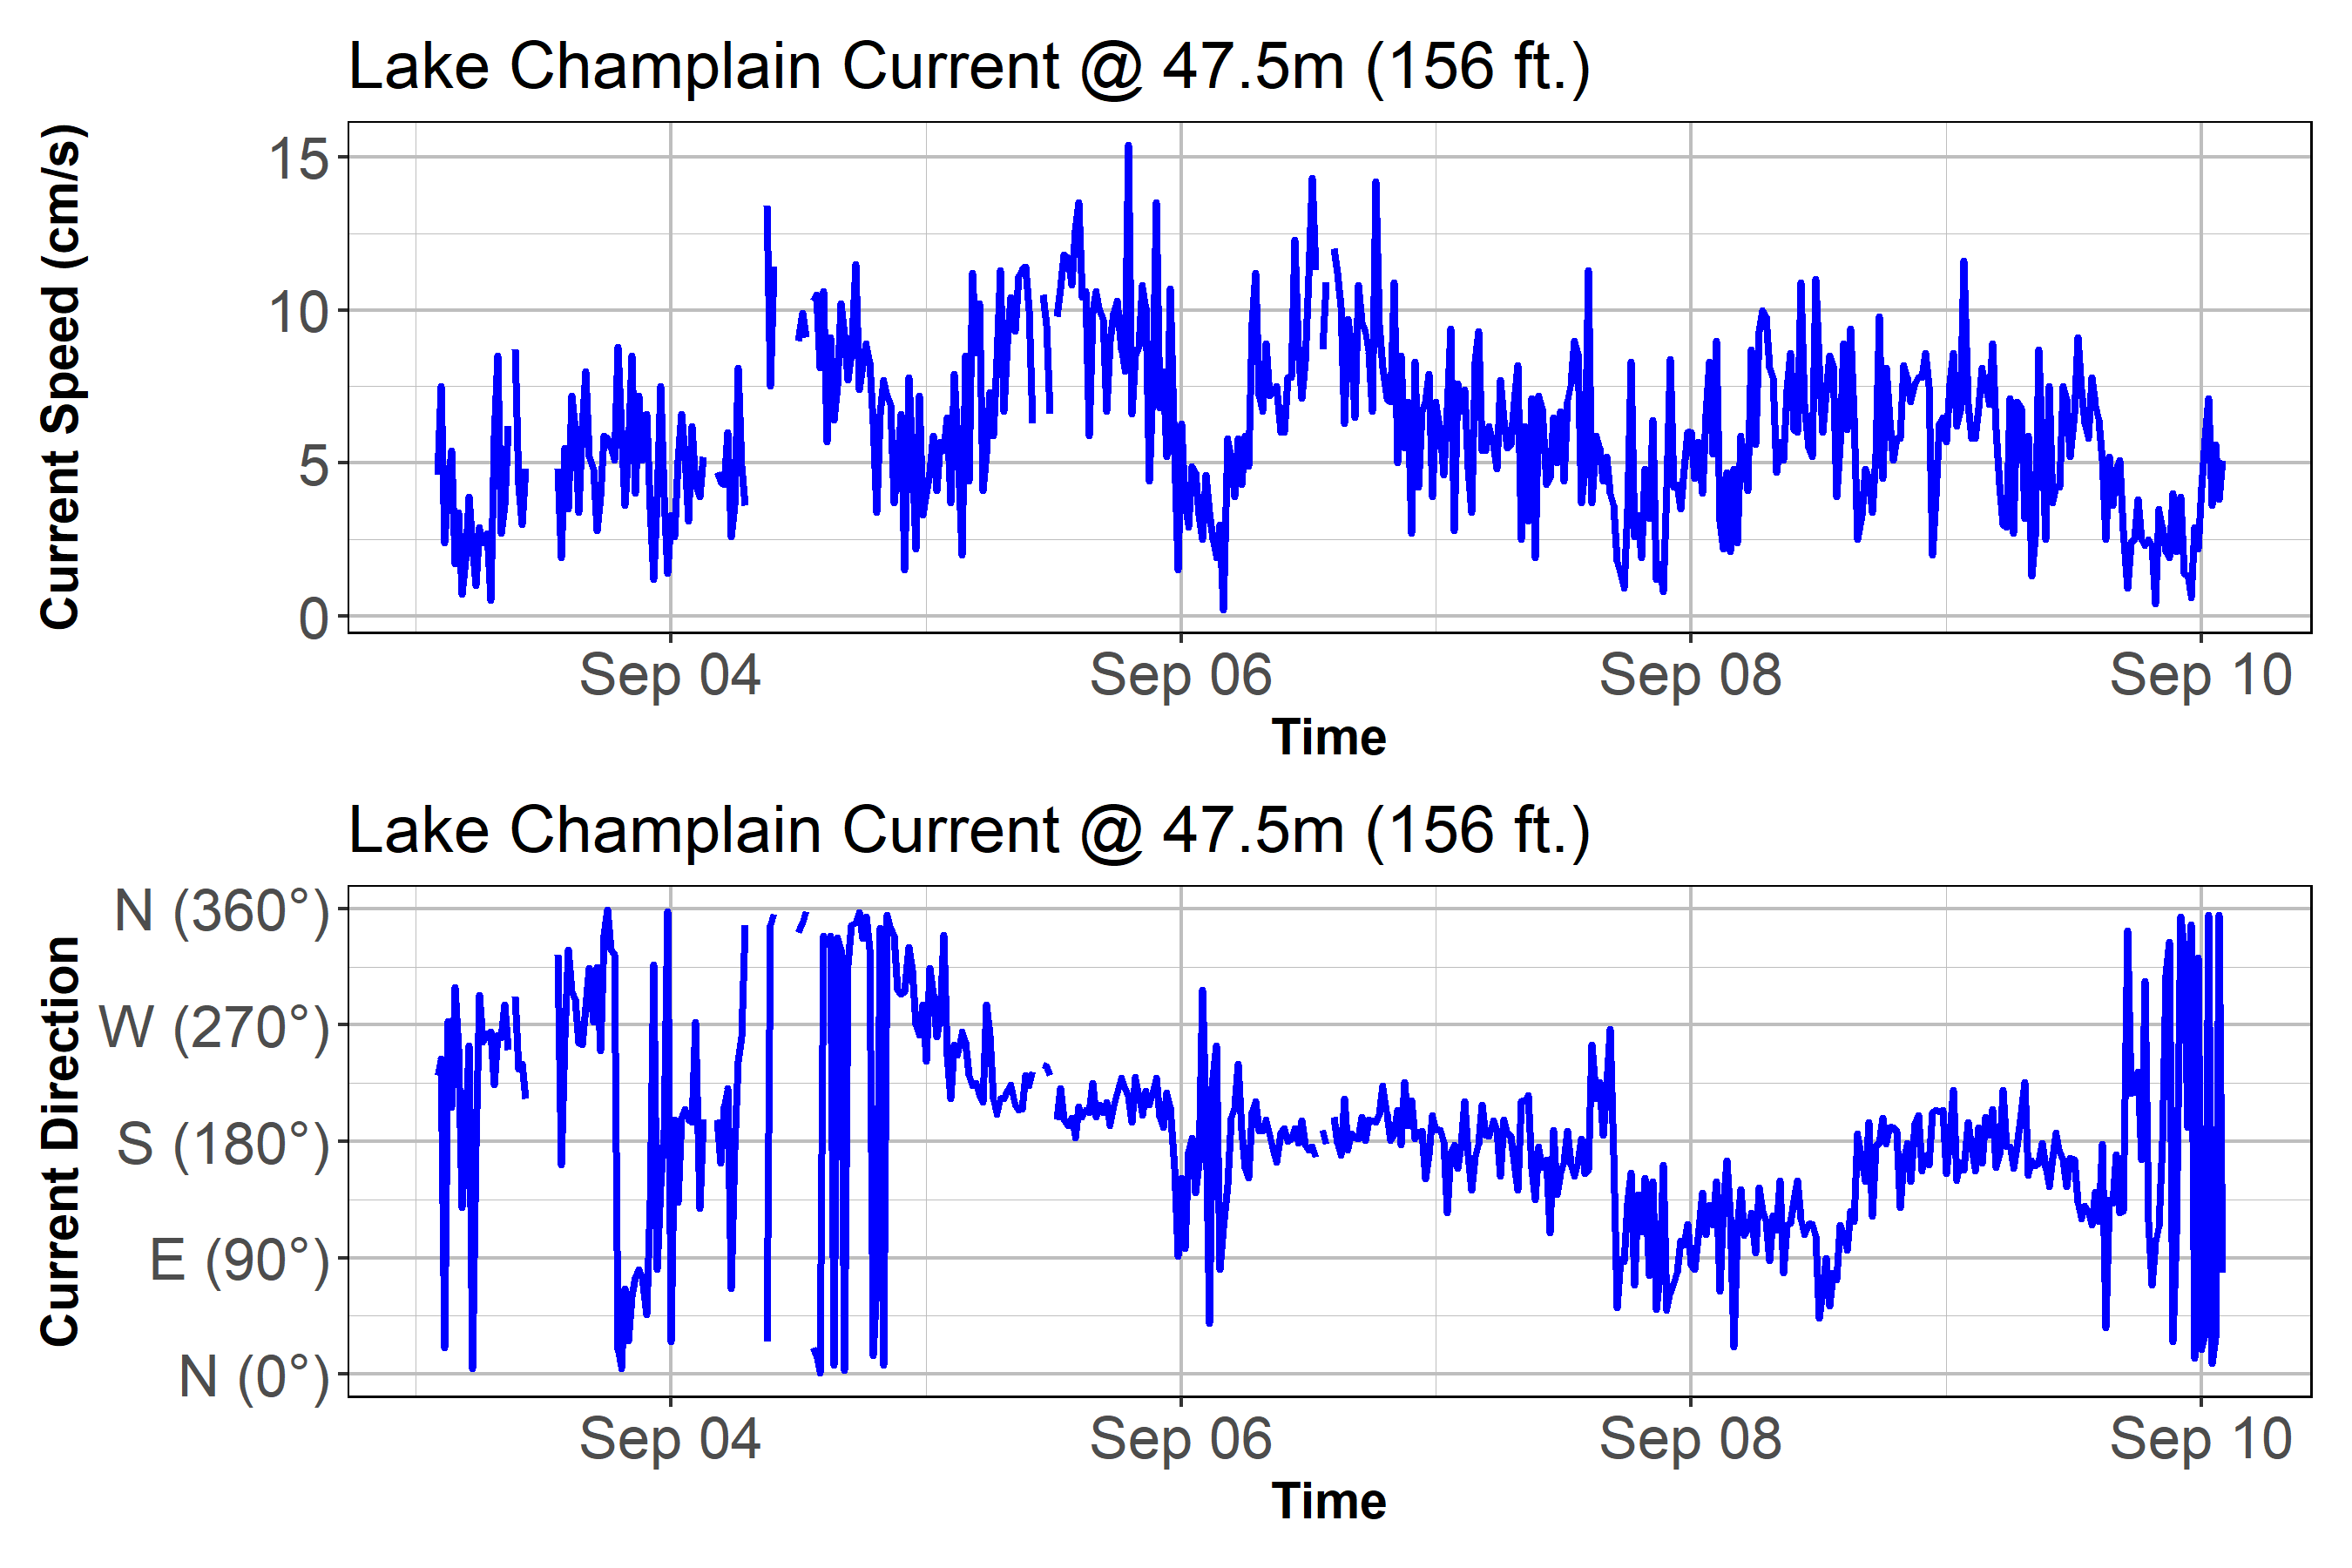 Lake Champlain Current @ 47.5m (156 ft.)
Current Speed (cm/s)
15
10
5
0
Sep 04 Sep 06 Sep 08 Sep 10
Time
Lake Champlain Current @ 47.5m (156 ft.)
Current Direction
N (360°)
W (270°)
S (180°)
E (90°)
N (0°)
Sep 04 Sep 06 Sep 08 Sep 10
Time